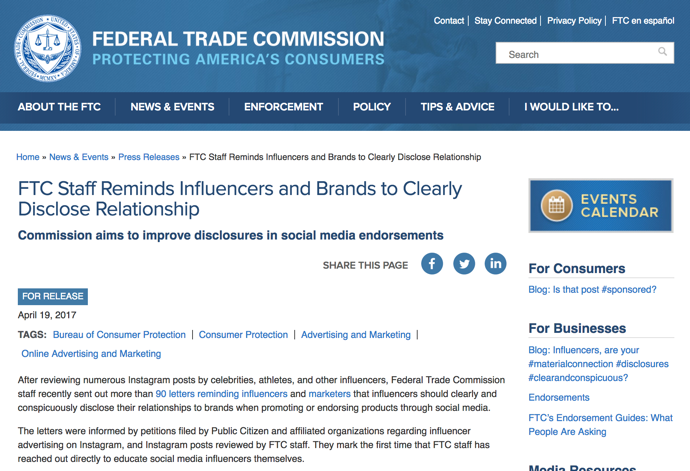 Contact | Stay Connected | Privacy Policy | FTC en español
FEDERAL TRADE COMMISSION
PROTECTING AMERICA'S CONSUMERS
Search
ABOUT THE FTC
NEWS & EVENTS
ENFORCEMENT
POLICY
TIPS & ADVICE
I WOULD LIKE TO...
Home » News & Events » Press Releases » FTC Staff Reminds Influencers and Brands to Clearly Disclose Relationship
FTC Staff Reminds Influencers and Brands to Clearly
Disclose Relationship
Commission aims to improve disclosures in social media endorsements
SHARE THIS PAGE
FOR RELEASE
April 19, 2017
TAGS: Bureau of Consumer Protection | Consumer Protection | Advertising and Marketing |
Online Advertising and Marketing
After reviewing numerous Instagram posts by celebrities, athletes, and other influencers, Federal Trade Commission
staff recently sent out more than 90 letters reminding influencers and marketers that influencers should clearly and
conspicuously disclose their relationships to brands when promoting or endorsing products through social media.
The letters were informed by petitions filed by Public Citizen and affiliated organizations regarding influencer
advertising on Instagram, and Instagram posts reviewed by FTC staff. They mark the first time that FTC staff has
reached out directly to educate social media influencers themselves.
EVENTS
CALENDAR
For Consumers
Blog: Is that post #sponsored?
For Businesses
Blog: Influencers, are your
#materialconnection #disclosures
#clearandconspicuous?
Endorsements
FTC's Endorsement Guides: What
People Are Asking
Media Resources